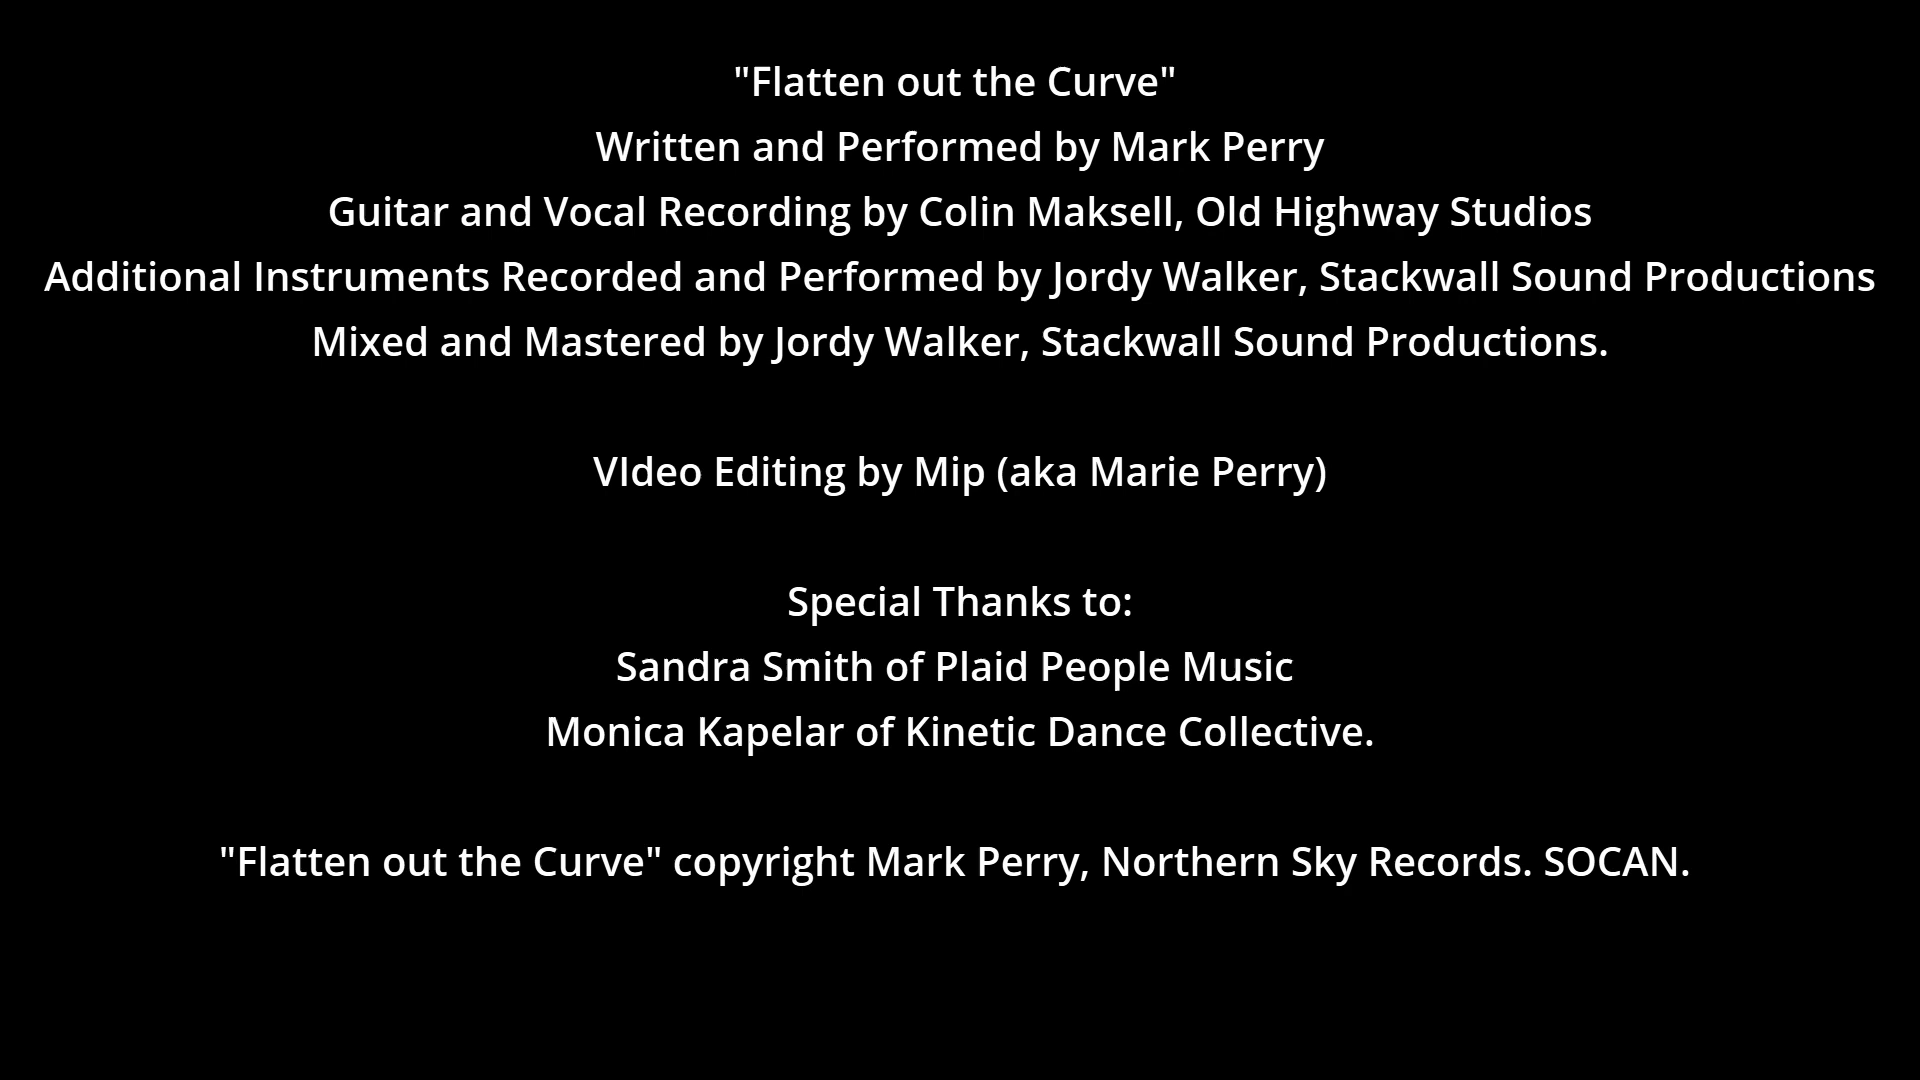 "Flatten out the Curve"
Written and Performed by Mark Perry
Guitar and Vocal Recording by Colin Maksell, Old Highway Studios
Additional Instruments Recorded and Performed by Jordy Walker, Stackwall Sound Productions
Mixed and Mastered by Jordy Walker, Stackwall Sound Productions.
VIdeo Editing by Mip (aka Marie Perry)
Special Thanks to:
Sandra Smith of Plaid People Music
Monica Kapelar of Kinetic Dance Collective.
"Flatten out the Curve" copyright Mark Perry, Northern Sky Records. SOCAN.